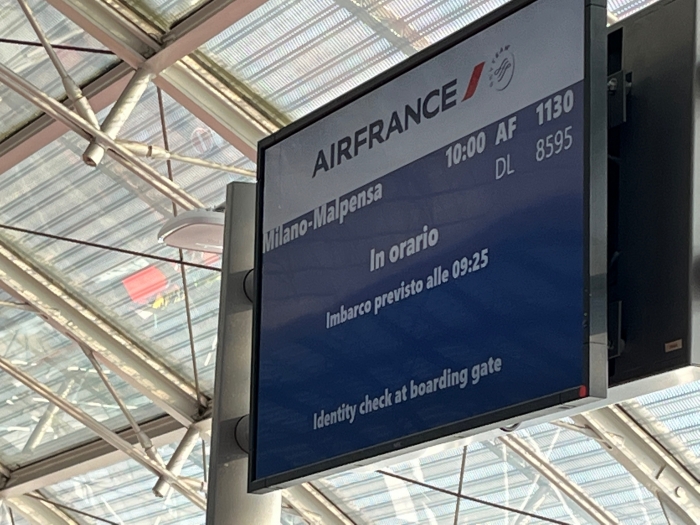 AIRFRANCE
10:00 AF 1130
DL 8595
Milano-Malpensa
In orario
Imbarco previsto alle 09:25
Identity check at boarding gate